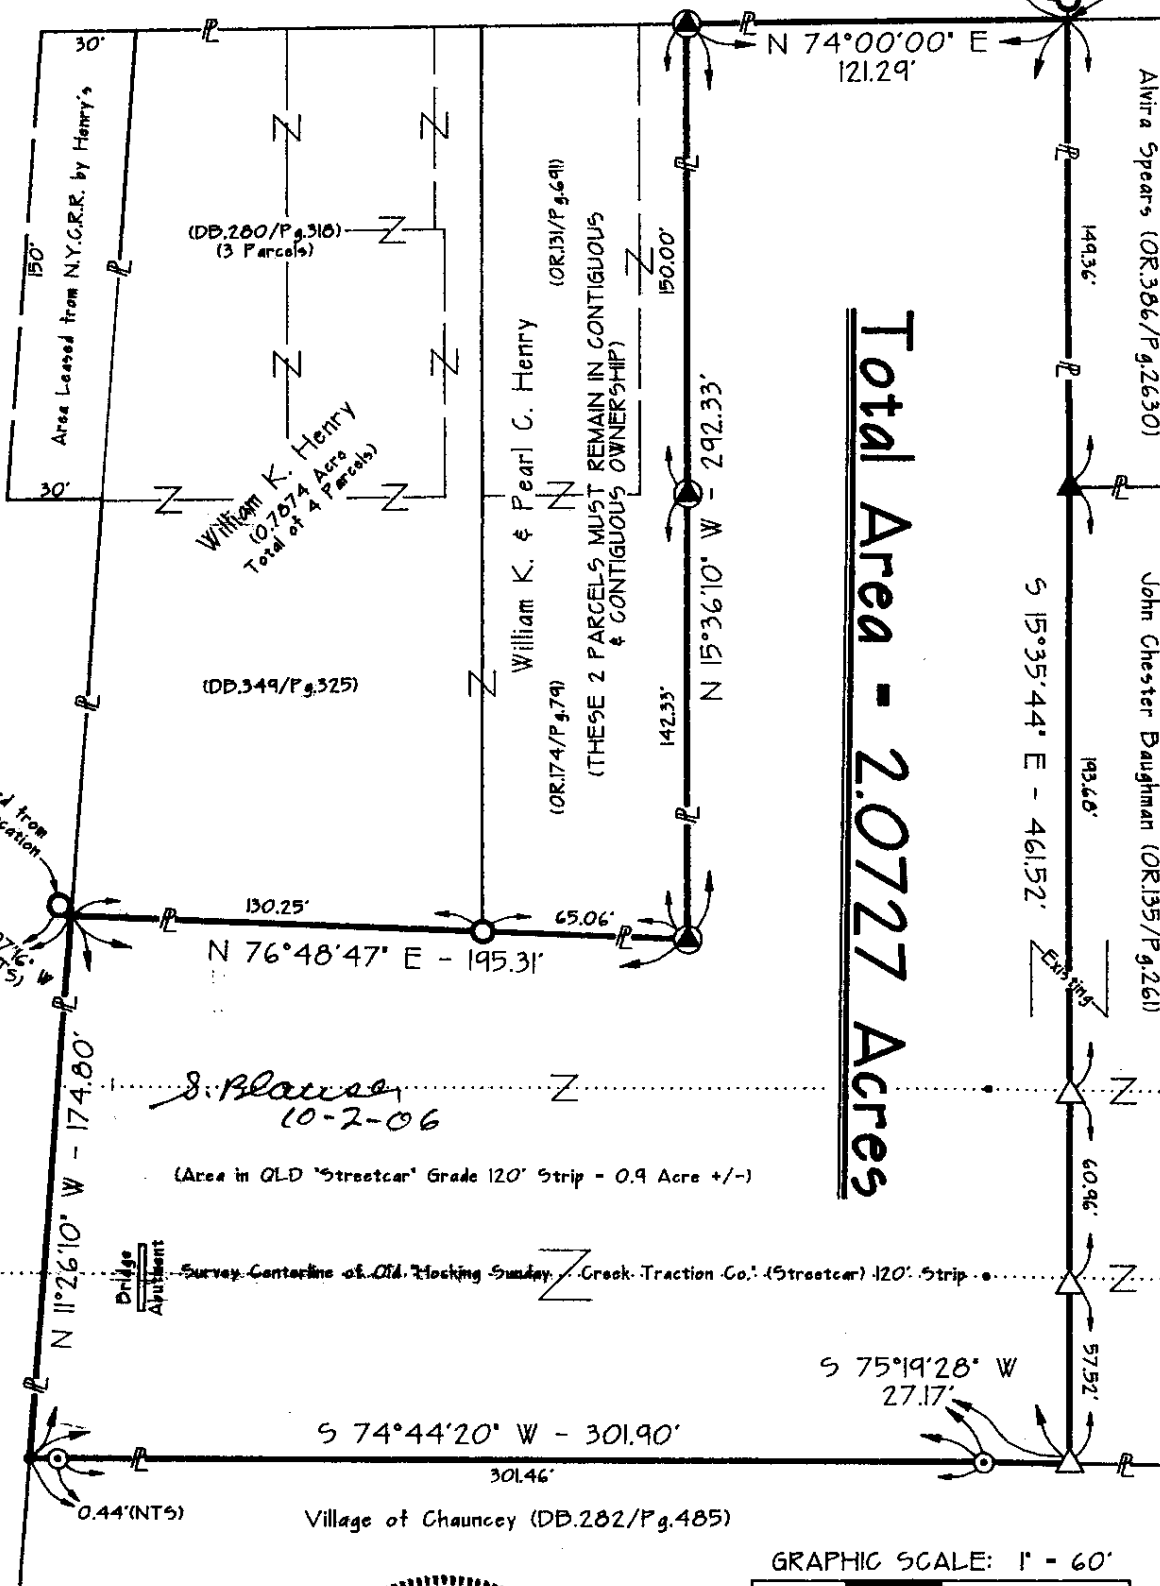 N 74°00'00" E
121.29'
30'
Area Leased from N.Y.C.R.R. by Henry's
150'
30'
(DB.280/Pg.318)
(3 Parcels)
William K. Henry
(0.7874 Acre
Total of 4 Parcels)
(DB.349/Pg.325)
William K. & Pearl C. Henry
(OR.131/Pg.691)
(OR.174/Pg.79)
(THESE 2 PARCELS MUST REMAIN IN CONTIGUOUS
& CONTIGUOUS OWNERSHIP)
150.00'
142.33'
N 15°36'10" W - 292.33'
Total Area = 2.0727 Acres
Alvira Spears (OR.386/Pg.2630)
149.36'
S 15°35'44" E - 461.52'
193.68'
John Chester Baughman (OR.135/Pg.261)
Existing
from
130.25'
65.06'
N 76°48'47" E - 195.31'
N 11°26'10" W - 174.80'
10-2-06
60.96'
(Area in OLD "Streetcar" Grade 120' Strip = 0.9 Acre +/-)
Bridge
Abutment
Survey Centerline of Old "Hocking Sunday Creek Traction Co." (Streetcar) 120' Strip
57.52'
S 75°19'28" W
27.17'
S 74°44'20" W - 301.90'
301.46'
0.44'(NTS)
Village of Chauncey (DB.282/Pg.485)
GRAPHIC SCALE: 1" = 60'